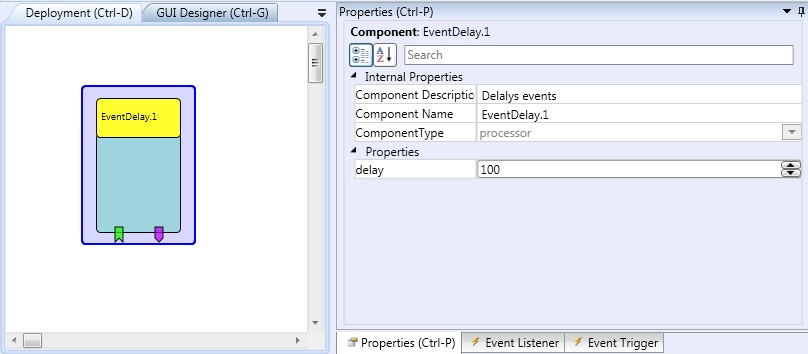 Deployment (Ctrl-D)
GUI Designer (Ctrl-G)
EventDelay.1
Properties (Ctrl-P)
Component: EventDelay.1
A
Z
Search
Internal Properties
Component Descriptio
Delalys events
Component Name
EventDelay.1
ComponentType
processor
Properties
delay
100
Properties (Ctrl-P)
Event Listener
Event Trigger